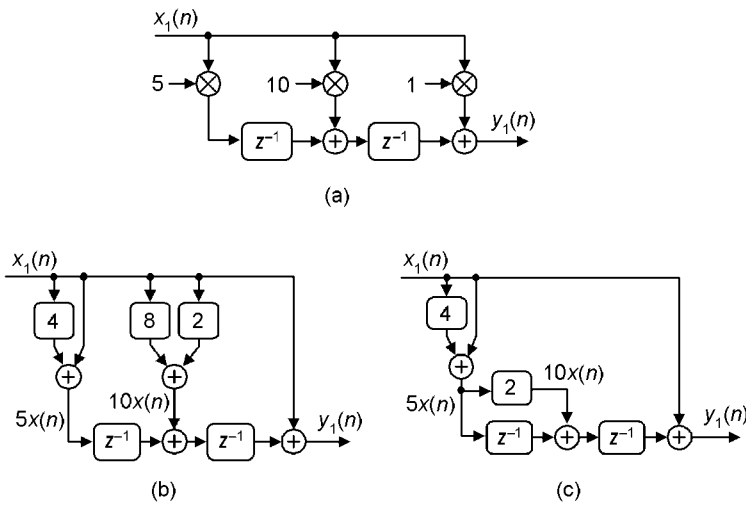 x₁(n)
5 10 1
y₁(n)
z⁻¹ z⁻¹
(a)
x₁(n)
4 8 2
10x(n)
5x(n)
y₁(n)
z⁻¹ z⁻¹
(b)
x₁(n)
4
2 10x(n)
5x(n)
y₁(n)
z⁻¹ z⁻¹
(c)